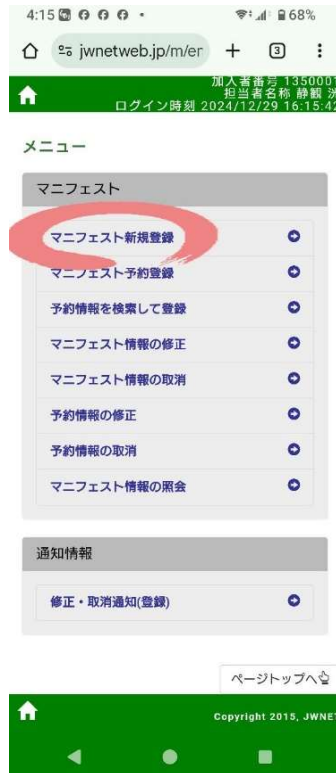 4:15
68%
jwnetweb.jp/m/er
3
加入者番号 135000
担当者名称 静観
ログイン時刻 2024/12/29 16:15:42
メニュー
マニフェスト
マニフェスト新規登録
マニフェスト予約登録
予約情報を検索して登録
マニフェスト情報の修正
マニフェスト情報の取消
予約情報の修正
予約情報の取消
マニフェスト情報の照会
通知情報
修正・取消通知(登録)
ページトップへ
Copyright 2015, JWNET